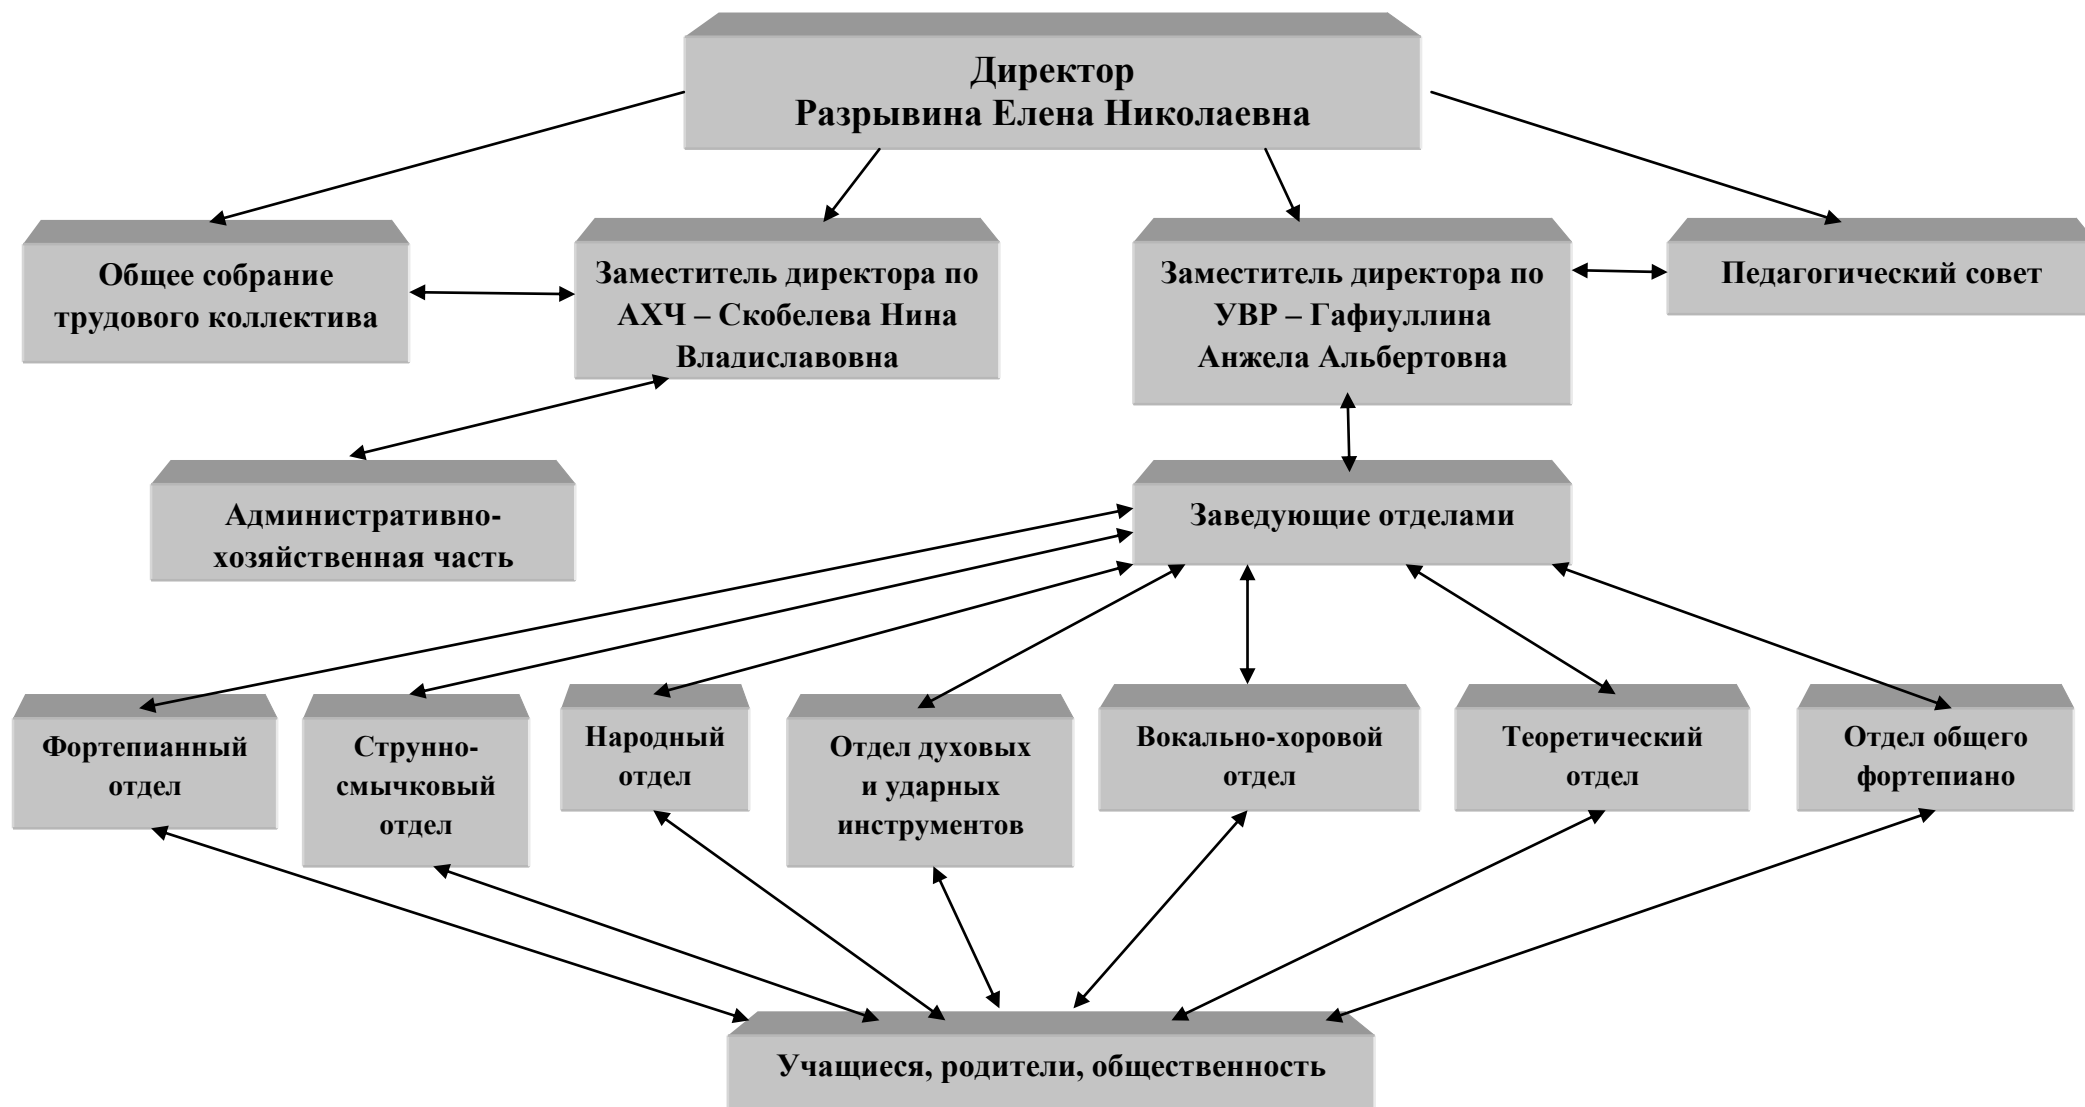 Директор
Разрывина Елена Николаевна
Общее собрание
трудового коллектива
Заместитель директора по
АХЧ – Скобелева Нина
Владиславовна
Заместитель директора по
УВР – Гафиуллина
Анжела Альбертовна
Педагогический совет
Административно-
хозяйственная часть
Заведующие отделами
Фортепианный
отдел
Струнно-
смычковый
отдел
Народный
отдел
Отдел духовых
и ударных
инструментов
Вокально-хоровой
отдел
Теоретический
отдел
Отдел общего
фортепиано
Учащиеся, родители, общественность